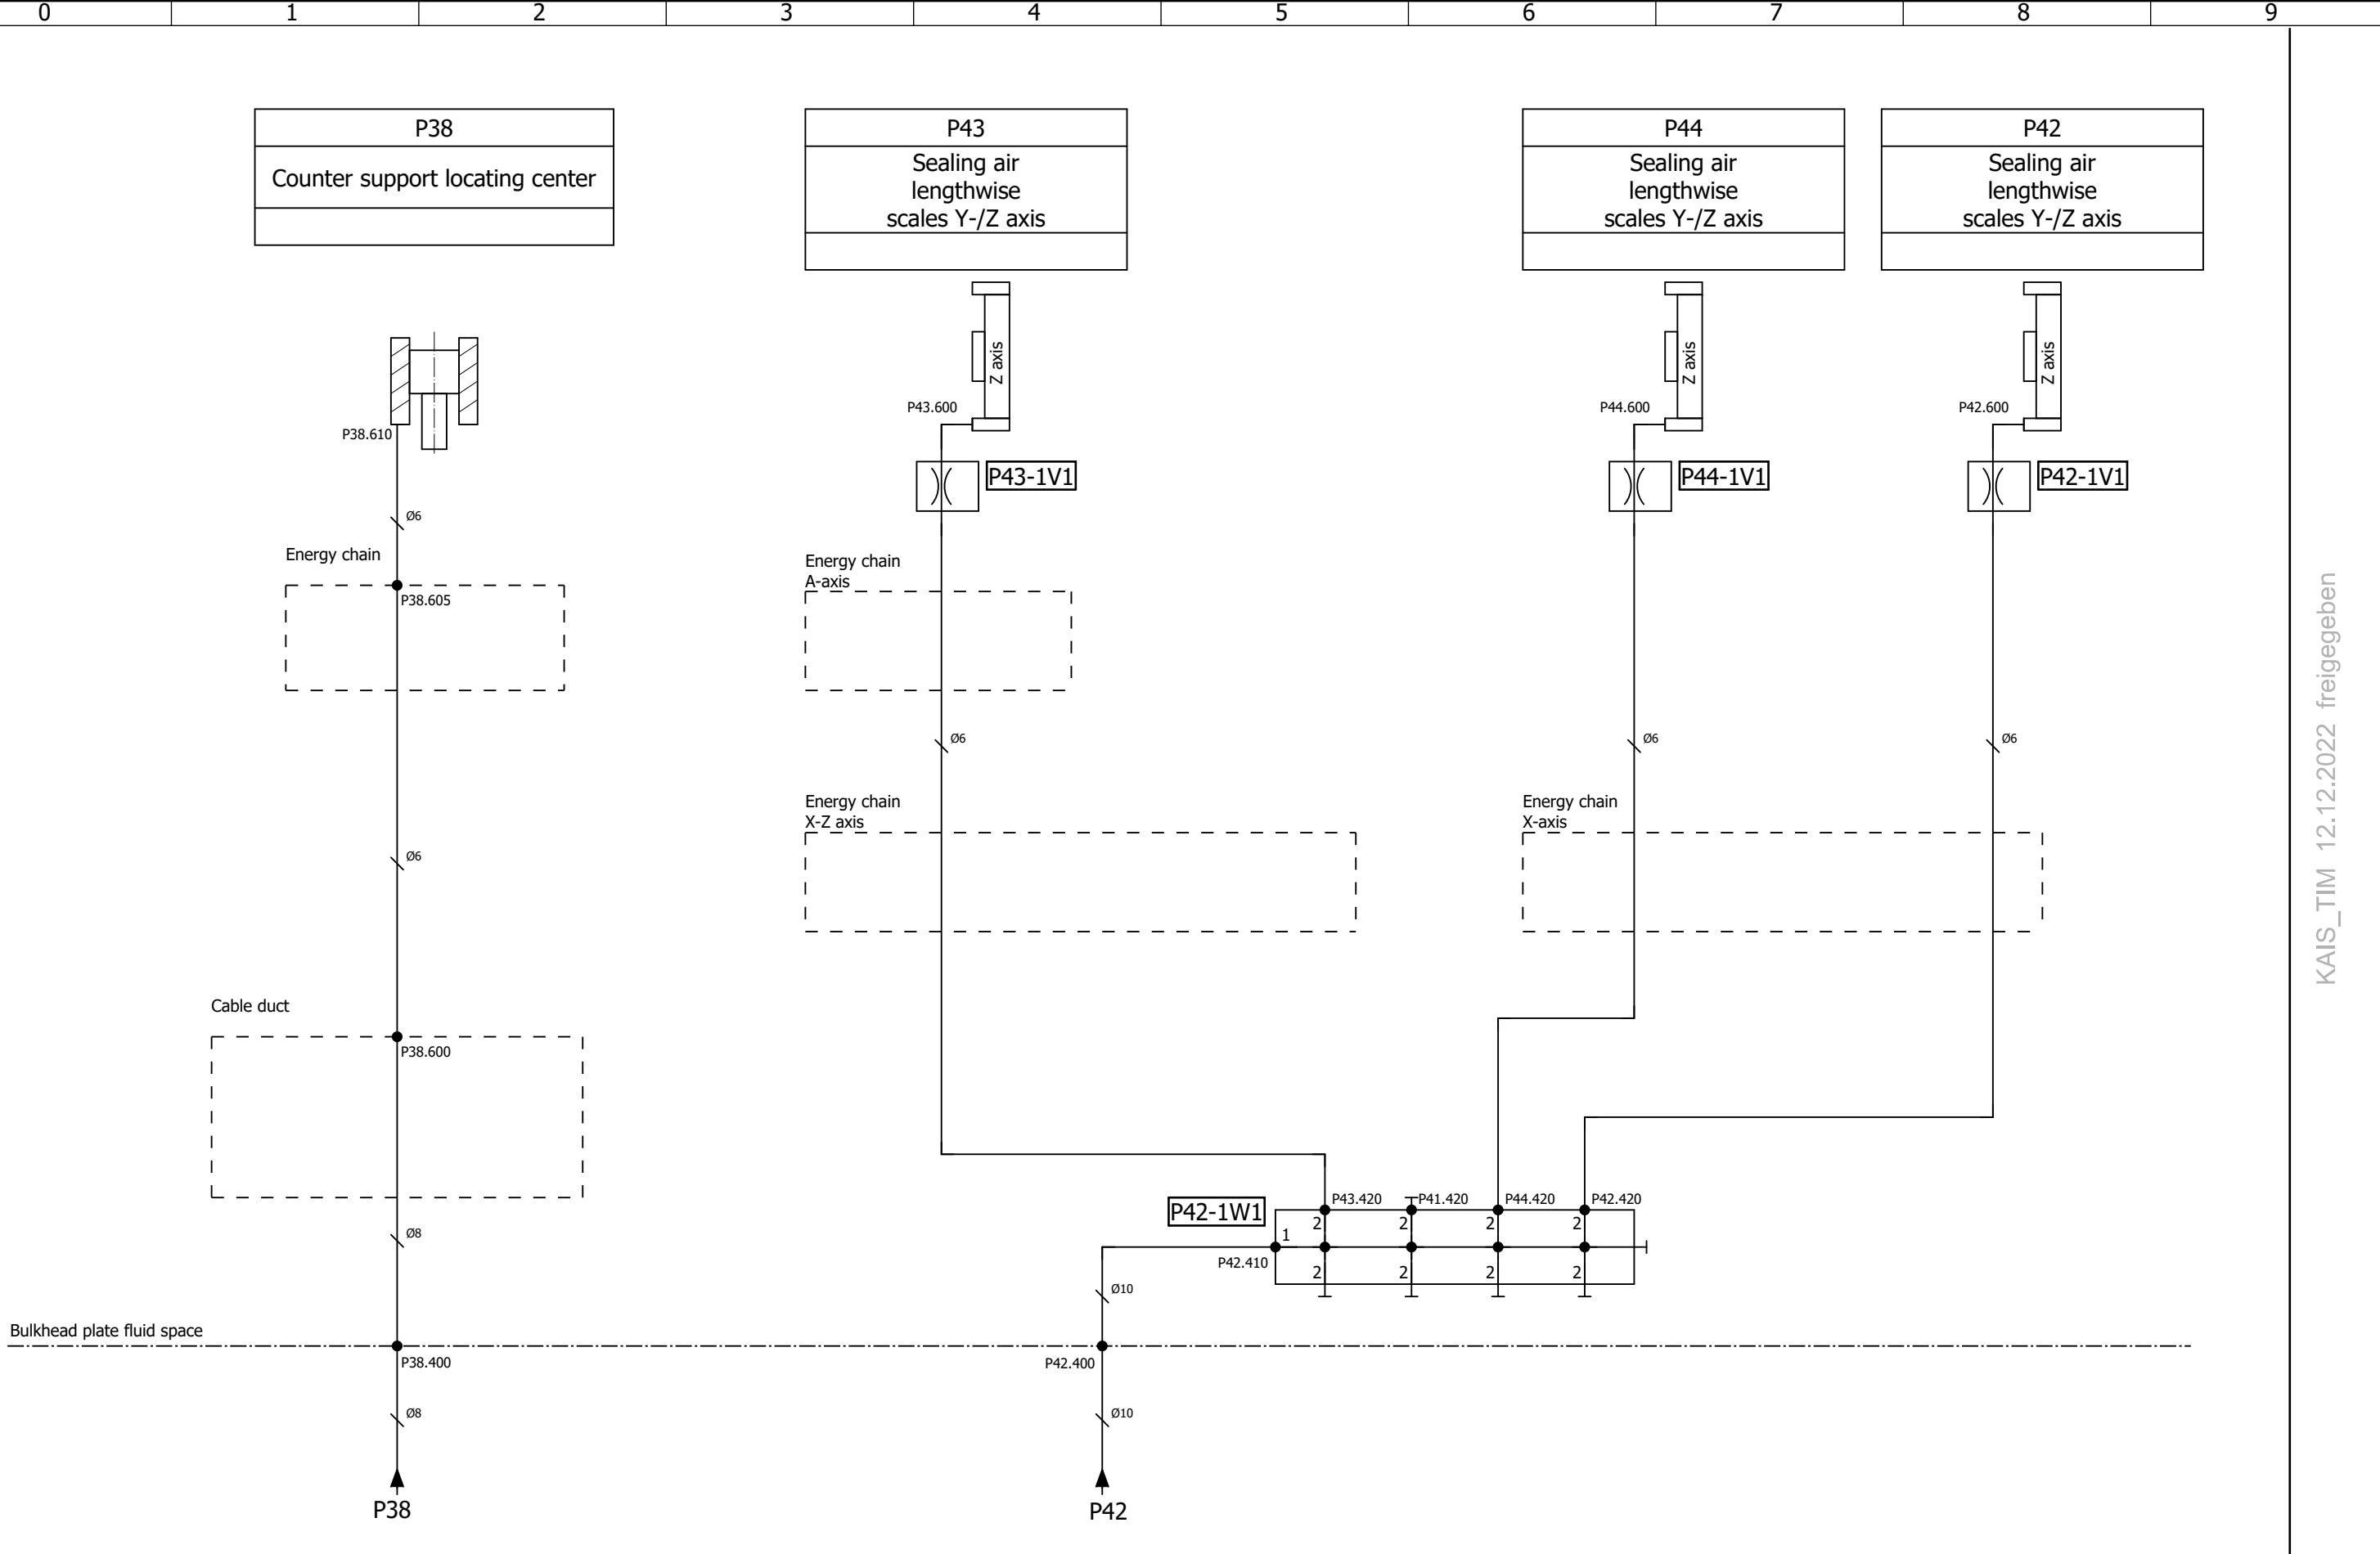 0 1 2 3 4 5 6 7 8 9
P38
Counter support locating center
P43
Sealing air
lengthwise
scales Y-/Z axis
P44
Sealing air
lengthwise
scales Y-/Z axis
P42
Sealing air
lengthwise
scales Y-/Z axis
Z axis
Z axis
Z axis
P38.610
P43.600
P44.600
P42.600
P43-1V1
P44-1V1
P42-1V1
Ø6
Energy chain
P38.605
Energy chain
A-axis
Ø6
Ø6
Ø6
Energy chain
X-Z axis
Energy chain
X-axis
Ø6
Cable duct
P38.600
P42-1W1
P43.420
P41.420
P44.420
P42.420
2 2 2 2
1
P42.410
2 2 2 2
Ø8
Ø10
Bulkhead plate fluid space
P38.400
P42.400
Ø8
Ø10
P38
P42
KAIS_TIM 12.12.2022 freigegeben